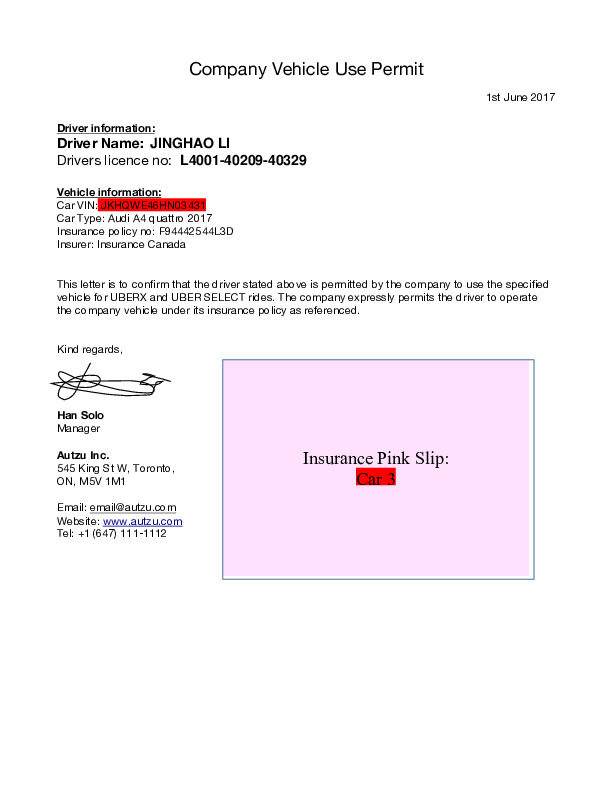 Company Vehicle Use Permit
1st June 2017
Driver information:
Driver Name: JINGHAO LI
Drivers licence no: L4001-40209-40329
Vehicle information:
Car VIN: JKHQWE46HN03431
Car Type: Audi A4 quattro 2017
Insurance policy no: F94442544L3D
Insurer: Insurance Canada
This letter is to confirm that the driver stated above is permitted by the company to use the specified
vehicle for UBERX and UBER SELECT rides. The company expressly permits the driver to operate
the company vehicle under its insurance policy as referenced.
Kind regards,
Han Solo
Manager
Autzu Inc.
545 King St W, Toronto,
ON, M5V 1M1
Email: email@autzu.com
Website: www.autzu.com
Tel: +1 (647) 111-1112
Insurance Pink Slip:
Car 3